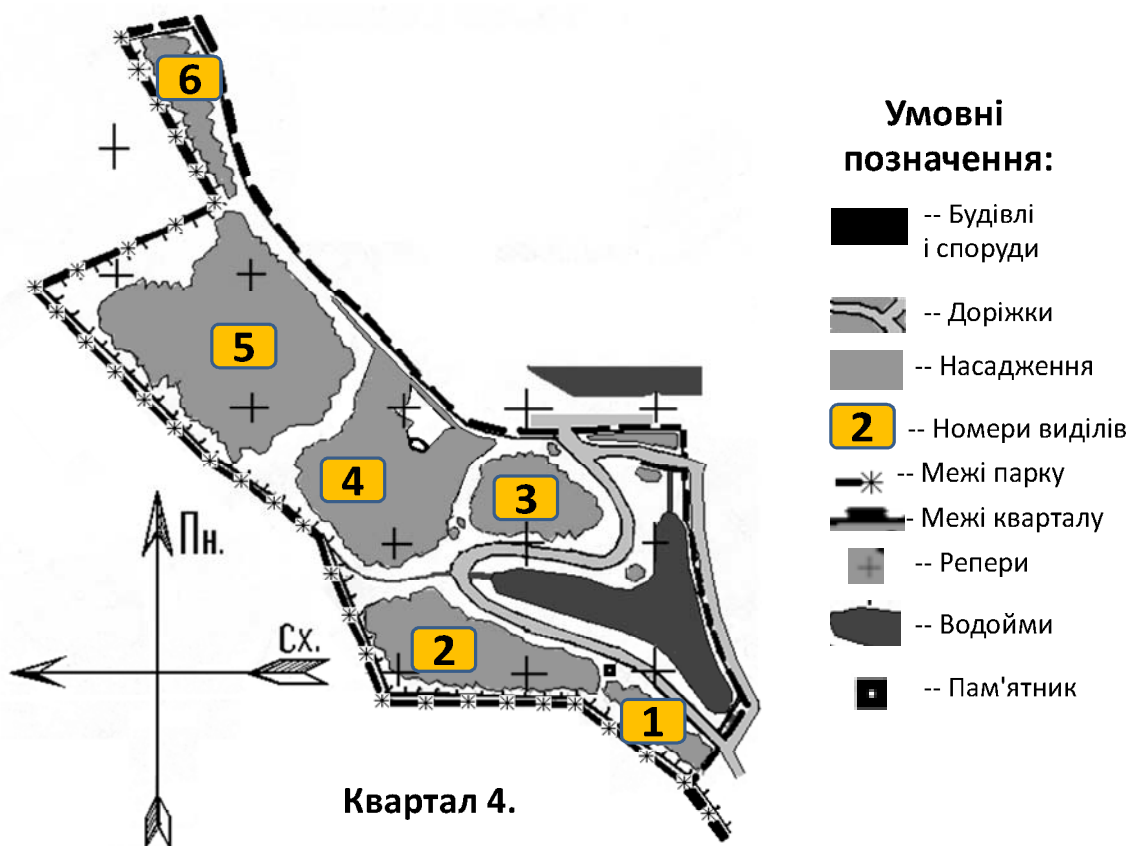 6
5
4
3
2
1
Пн.
Сх.
Квартал 4.
Умовні
позначення:
-- Будівлі
і споруди
-- Доріжки
-- Насадження
2 -- Номери виділів
-- Межі парку
- Межі кварталу
-- Репери
-- Водойми
-- Пам'ятник